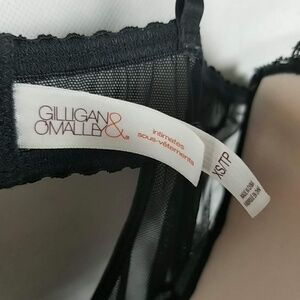 GILLIGAN &
O'MALLEY®
intimates
sous-vêtements
XS/TP